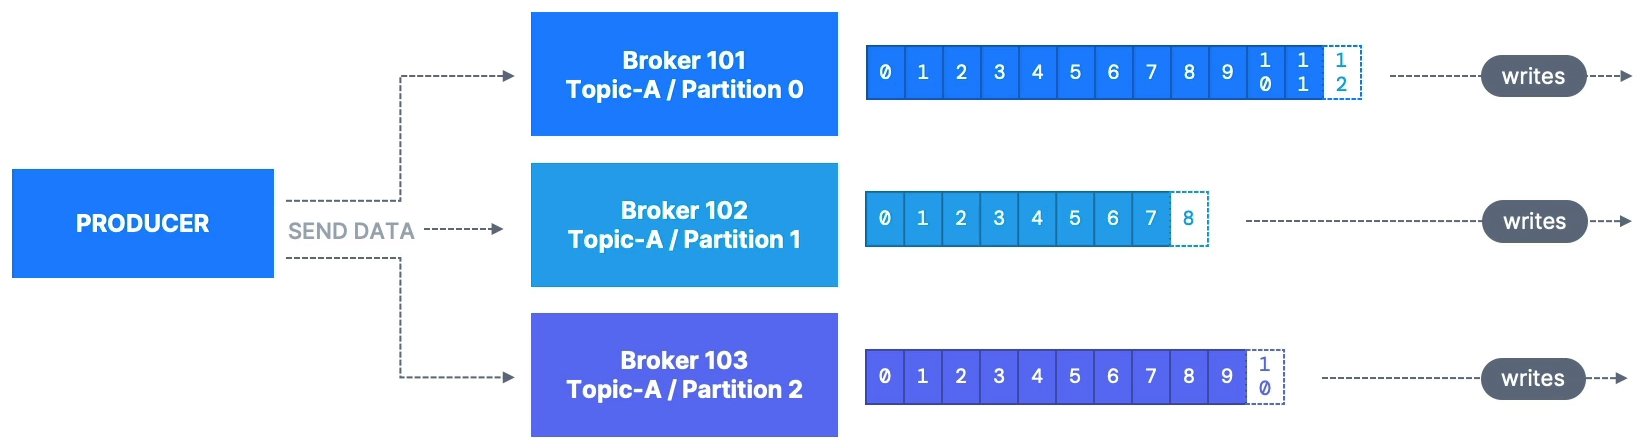 PRODUCER
SEND DATA
Broker 101
Topic-A / Partition 0
0 1 2 3 4 5 6 7 8 9 10 11 12
writes
Broker 102
Topic-A / Partition 1
0 1 2 3 4 5 6 7 8
writes
Broker 103
Topic-A / Partition 2
0 1 2 3 4 5 6 7 8 9 10
writes